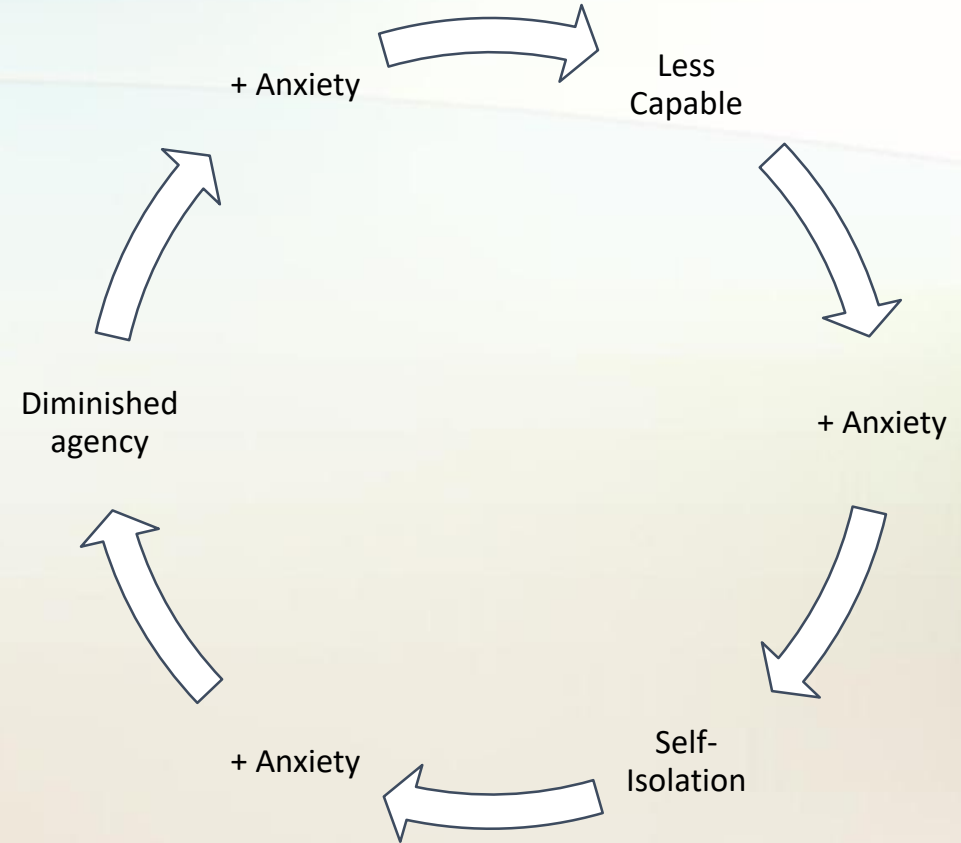 + Anxiety
Less
Capable
+ Anxiety
Self-
Isolation
+ Anxiety
Diminished
agency